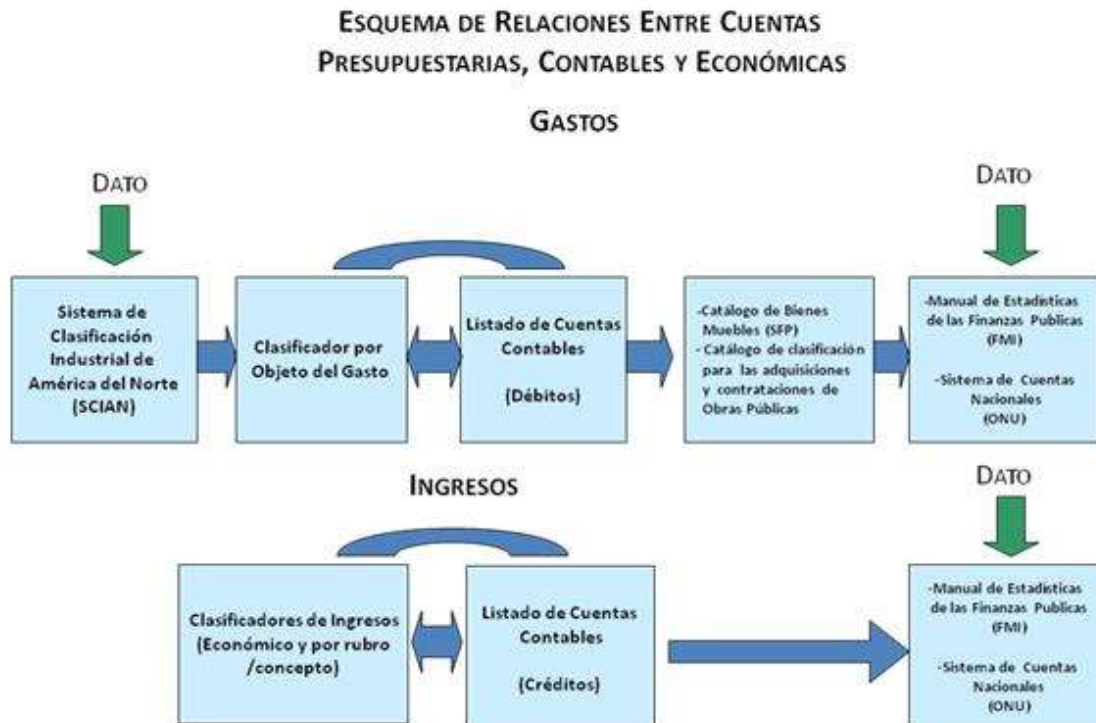 ESQUEMA DE RELACIONES ENTRE CUENTAS
PRESUPUESTARIAS, CONTABLES Y ECONÓMICAS
GASTOS
DATO
DATO
Sistema de
Clasificación
Industrial de
América del Norte
(SCIAN)
Clasificador por
Objeto del Gasto
Listado de Cuentas
Contables
(Débitos)
-Catálogo de Bienes
Muebles (SFP)
- Catálogo de clasificación
para las adquisiciones
y contrataciones de
Obras Públicas
-Manual de Estadísticas
de las Finanzas Publicas
(FMI)
-Sistema de Cuentas
Nacionales
(ONU)
INGRESOS
DATO
Clasificadores de Ingresos
(Económico y por rubro
/concepto)
Listado de Cuentas
Contables
(Créditos)
-Manual de Estadísticas
de las Finanzas Publicas
(FMI)
-Sistema de Cuentas
Nacionales
(ONU)